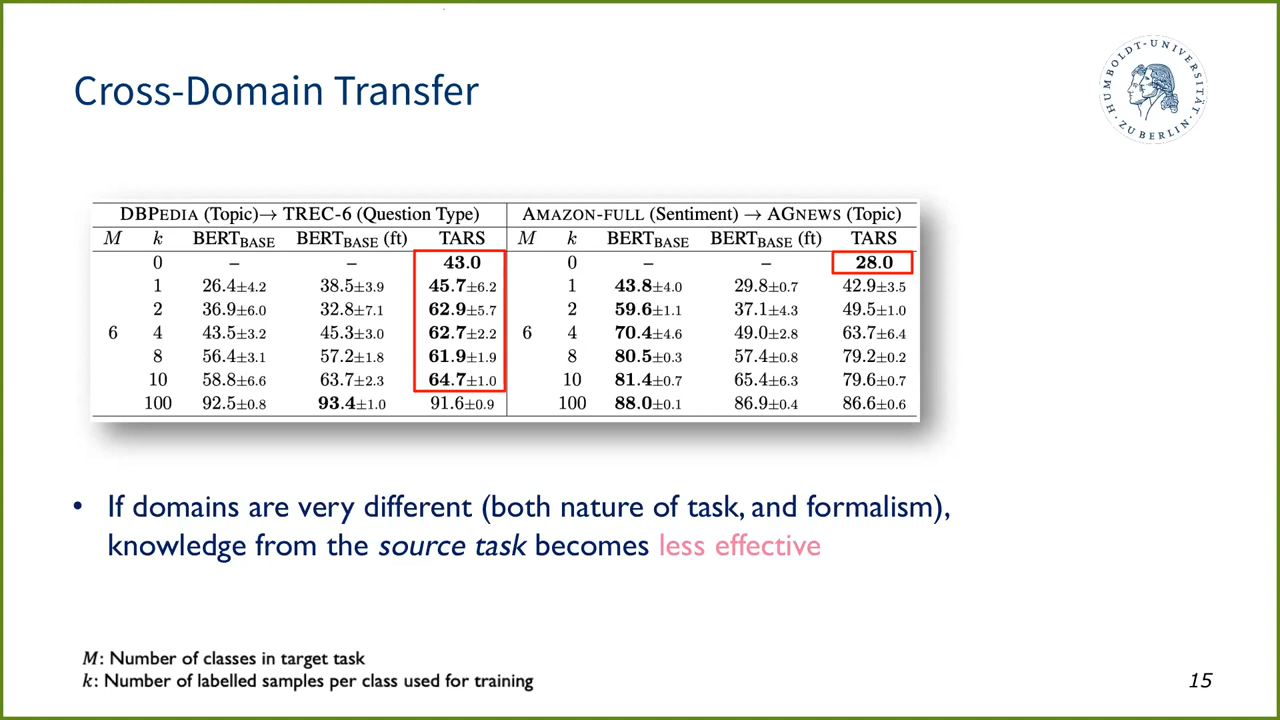 Cross-Domain Transfer
HUMBOLDT-UNIVERSITÄT ZU BERLIN
DBPEDIA (Topic)→ TREC-6 (Question Type) AMAZON-FULL (Sentiment) → AGNEWS (Topic)
M k BERTBASE BERTBASE (ft) TARS M k BERTBASE BERTBASE (ft) TARS
0 – – 43.0 0 – – 28.0
1 26.4±4.2 38.5±3.9 45.7±6.2 1 43.8±4.0 29.8±0.7 42.9±3.5
2 36.9±6.0 32.8±7.1 62.9±5.7 2 59.6±1.1 37.1±4.3 49.5±1.0
6 4 43.5±3.2 45.3±3.0 62.7±2.2 6 4 70.4±4.6 49.0±2.8 63.7±6.4
8 56.4±3.1 57.2±1.8 61.9±1.9 8 80.5±0.3 57.4±0.8 79.2±0.2
10 58.8±6.6 63.7±2.3 64.7±1.0 10 81.4±0.7 65.4±6.3 79.6±0.7
100 92.5±0.8 93.4±1.0 91.6±0.9 100 88.0±0.1 86.9±0.4 86.6±0.6
• If domains are very different (both nature of task, and formalism),
knowledge from the source task becomes less effective
M: Number of classes in target task
k: Number of labelled samples per class used for training
15